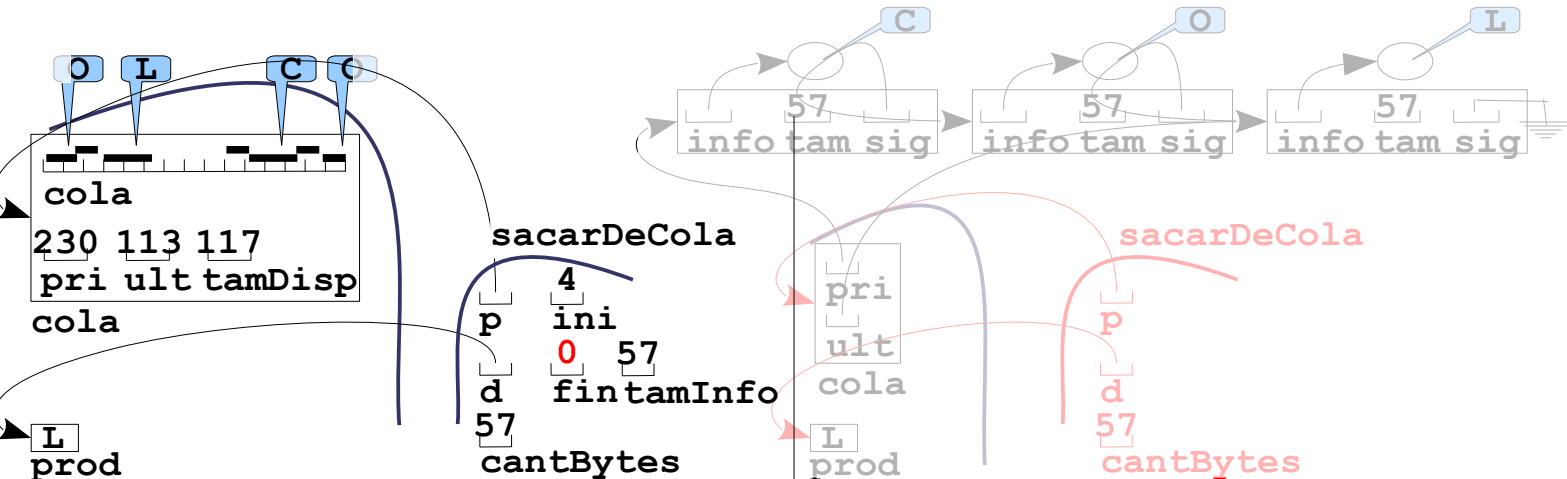 C O L
O L C O
57 57 57
info tam sig info tam sig info tam sig
cola
230 113 117
pri ult tamDisp
cola
sacarDeCola
4
p ini
0 57
d fin tamInfo
57
cantBytes
L
prod
pri
ult
cola
L
prod
sacarDeCola
p
d
57
cantBytes